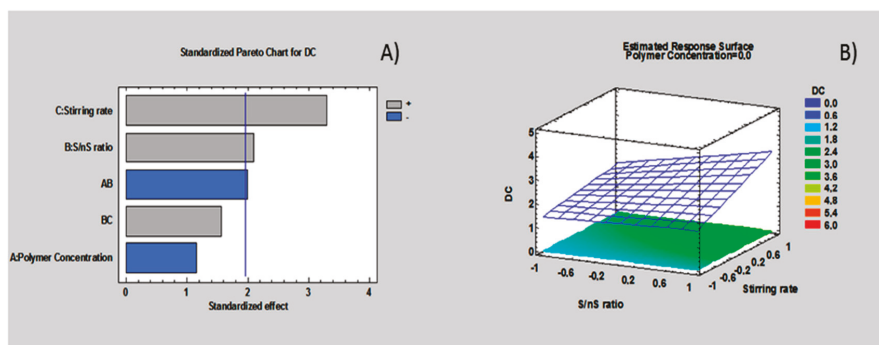 Standardized Pareto Chart for DC
A)
C:Stirring rate
B:S/nS ratio
AB
BC
A:Polymer Concentration
0 1 2 3 4
Standardized effect
+
-
Estimated Response Surface
Polymer Concentration=0,0
B)
DC
0.0
0.6
1.2
1.8
2.4
3.0
3.6
4.2
4.8
5.4
6.0
5
4
3
2
1
0
DC
-1 -0.6 -0.2 0.2 0.6 1
S/nS ratio
-1 -0.6 -0.2 0.2 0.6 1
Stirring rate